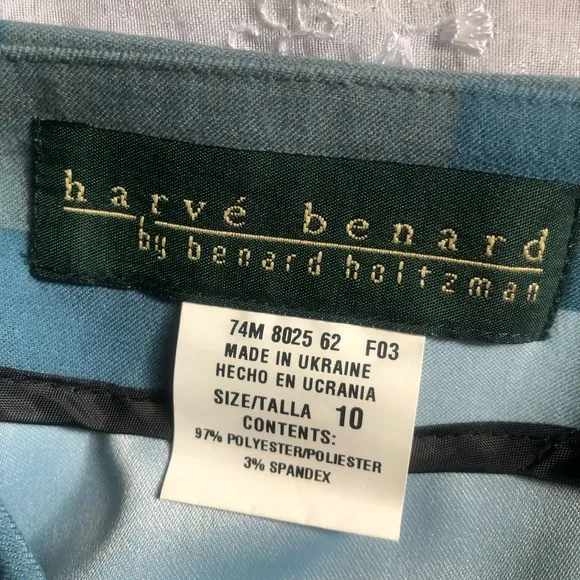 harvé benard
by benard holtzman
74M 8025 62 F03
MADE IN UKRAINE
HECHO EN UCRANIA
SIZE/TALLA 10
CONTENTS:
97% POLYESTER/POLIESTER
3% SPANDEX